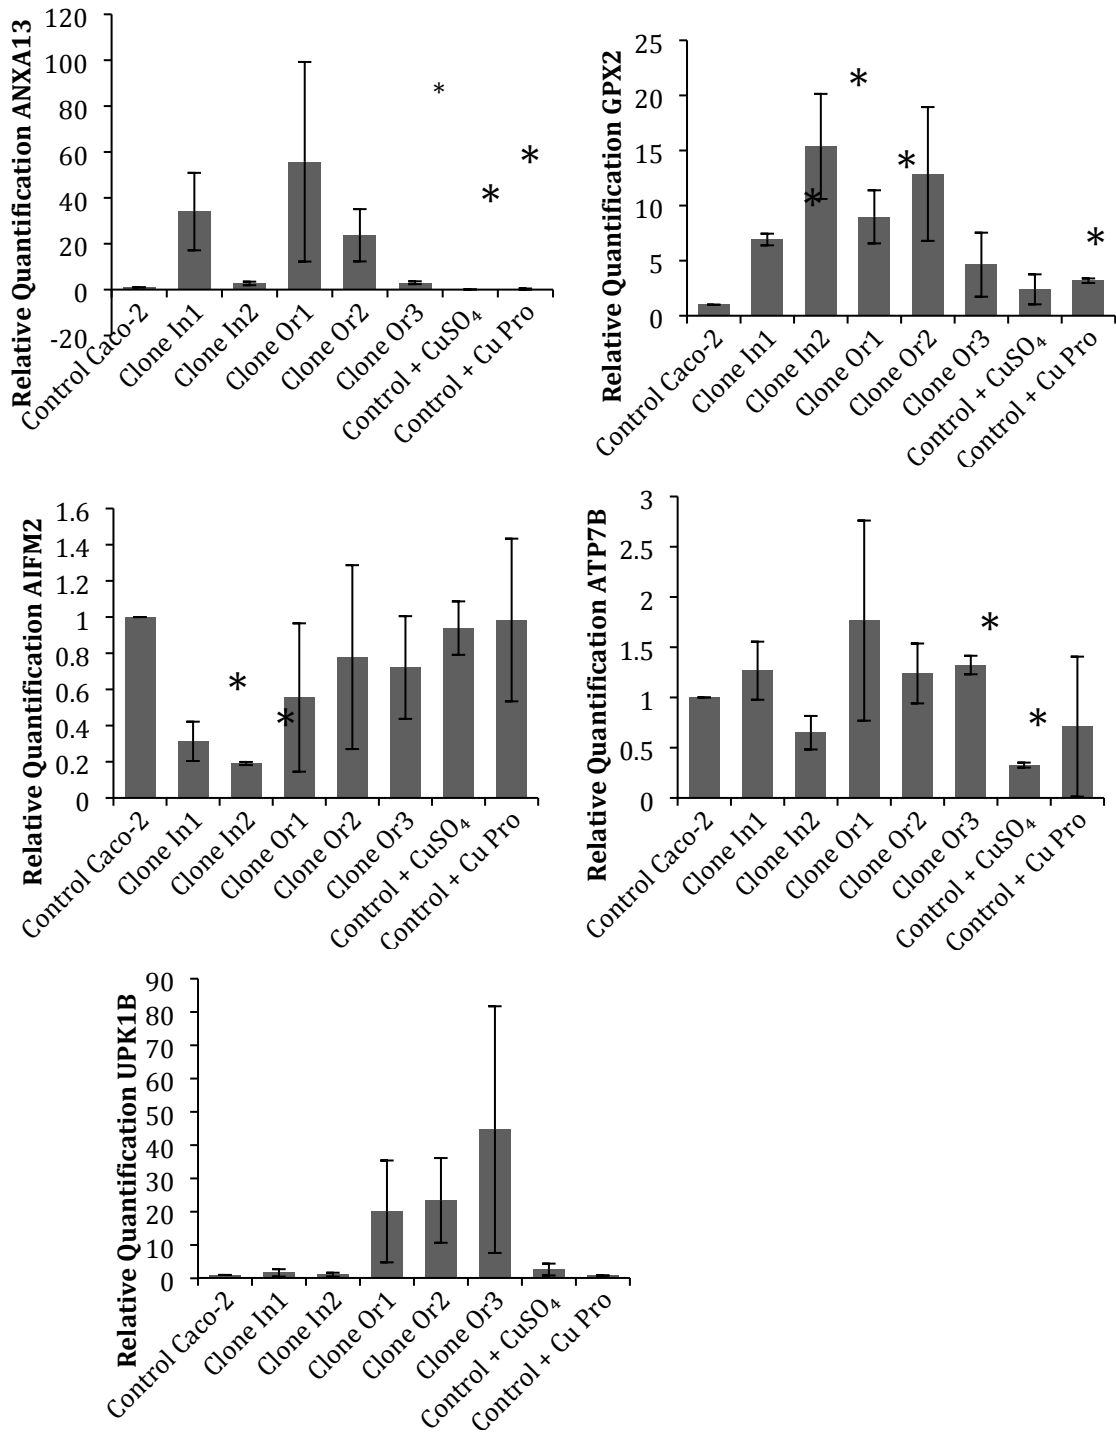 Relative Quantification ANXA13
120
100
80
60
40
20
0
-20
*
*
*
Control Caco-2
Clone In1
Clone In2
Clone Or1
Clone Or2
Clone Or3
Control + CuSO₄
Control + Cu Pro
Relative Quantification GPX2
25
20
15
10
5
0
*
*
*
*
Control Caco-2
Clone In1
Clone In2
Clone Or1
Clone Or2
Clone Or3
Control + CuSO₄
Control + Cu Pro
Relative Quantification AIFM2
1.6
1.4
1.2
1
0.8
0.6
0.4
0.2
0
*
*
Control Caco-2
Clone In1
Clone In2
Clone Or1
Clone Or2
Clone Or3
Control + CuSO₄
Control + Cu Pro
Relative Quantification ATP7B
3
2.5
2
1.5
1
0.5
0
*
*
Control Caco-2
Clone In1
Clone In2
Clone Or1
Clone Or2
Clone Or3
Control + CuSO₄
Control + Cu Pro
Relative Quantification UPK1B
90
80
70
60
50
40
30
20
10
0
Control Caco-2
Clone In1
Clone In2
Clone Or1
Clone Or2
Clone Or3
Control + CuSO₄
Control + Cu Pro